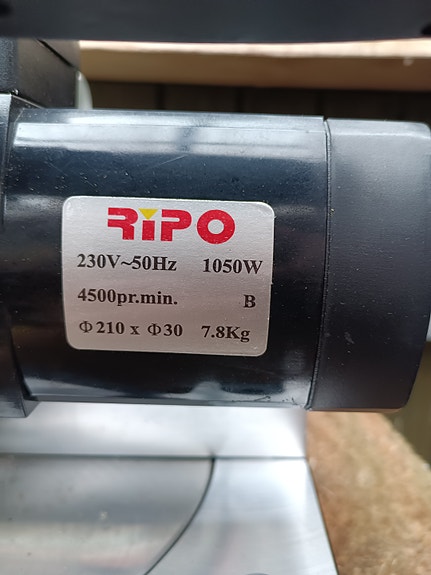 RIPO
230V~50Hz 1050W
4500pr.min. B
Φ210 x Φ30 7.8Kg